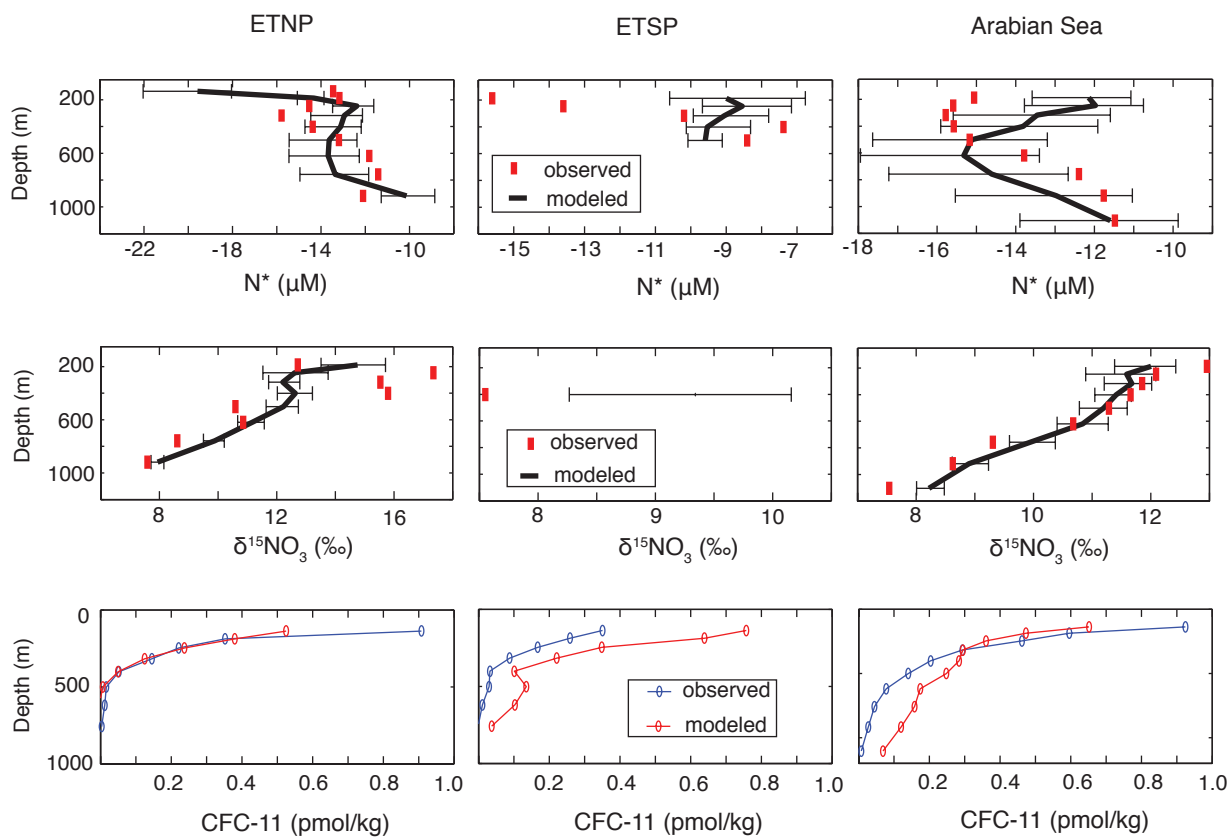 ETNP ETSP Arabian Sea
Depth (m)
200
600
1000
observed
modeled
-22 -18 -14 -10
-15 -13 -11 -9 -7
-18 -16 -14 -12 -10
N* (μM) N* (μM) N* (μM)
Depth (m)
200
600
1000
observed
modeled
8 12 16
8 9 10
8 10 12
δ¹⁵NO₃ (‰) δ¹⁵NO₃ (‰) δ¹⁵NO₃ (‰)
Depth (m)
0
500
1000
observed
modeled
0.2 0.4 0.6 0.8 1.0
0.2 0.4 0.6 0.8 1.0
0.2 0.4 0.6 0.8 1.0
CFC-11 (pmol/kg) CFC-11 (pmol/kg) CFC-11 (pmol/kg)